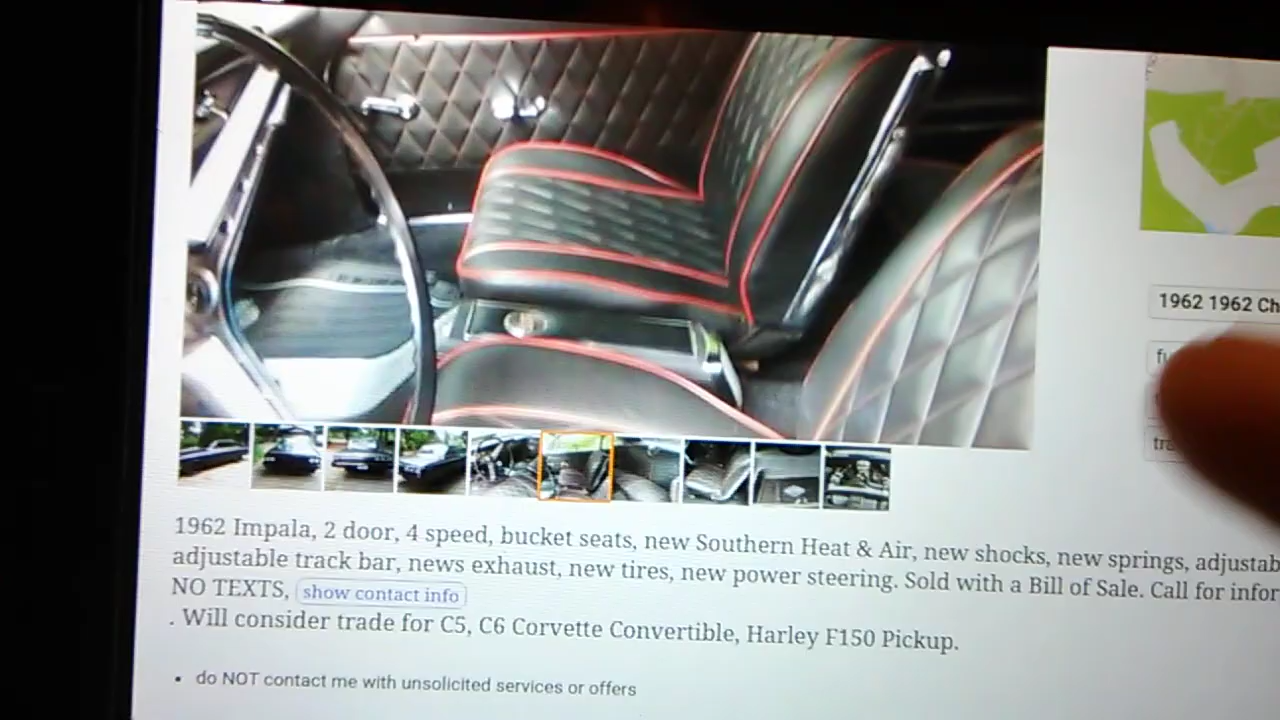 1962 1962 Ch
fu
tra
1962 Impala, 2 door, 4 speed, bucket seats, new Southern Heat & Air, new shocks, new springs, adjustab
adjustable track bar, news exhaust, new tires, new power steering. Sold with a Bill of Sale. Call for infor
NO TEXTS, show contact info
. Will consider trade for C5, C6 Corvette Convertible, Harley F150 Pickup.
• do NOT contact me with unsolicited services or offers